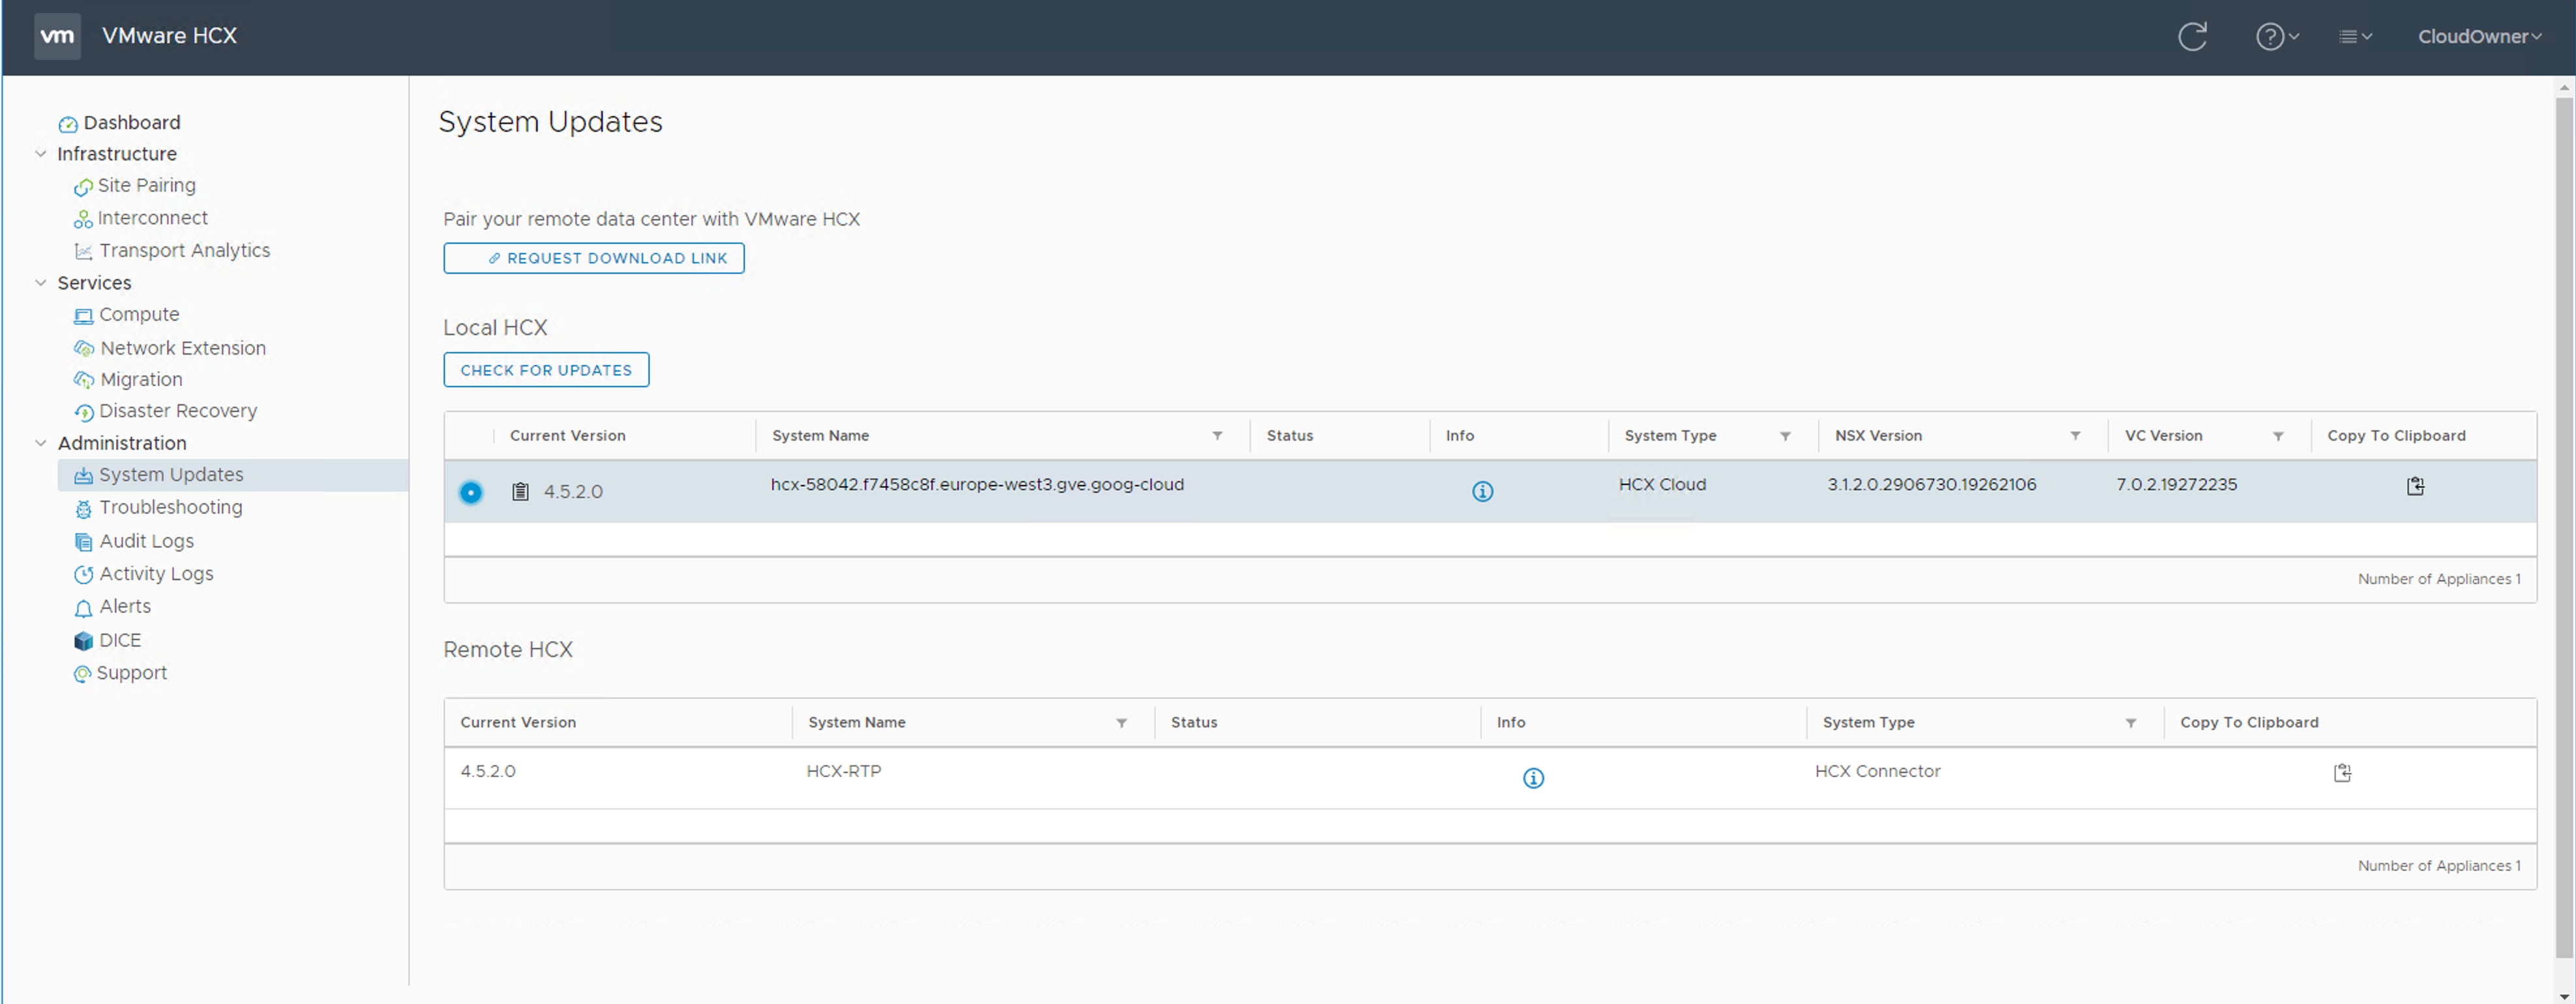 vm VMware HCX CloudOwner
Dashboard
Infrastructure
Site Pairing
Interconnect
Transport Analytics
Services
Compute
Network Extension
Migration
Disaster Recovery
Administration
System Updates
Troubleshooting
Audit Logs
Activity Logs
Alerts
DICE
Support
System Updates
Pair your remote data center with VMware HCX
REQUEST DOWNLOAD LINK
Local HCX
CHECK FOR UPDATES
Current Version System Name Status Info System Type NSX Version VC Version Copy To Clipboard
4.5.2.0 hcx-58042.f7458c8f.europe-west3.gve.goog-cloud HCX Cloud 3.1.2.0.2906730.19262106 7.0.2.19272235
Number of Appliances 1
Remote HCX
Current Version System Name Status Info System Type Copy To Clipboard
4.5.2.0 HCX-RTP HCX Connector
Number of Appliances 1